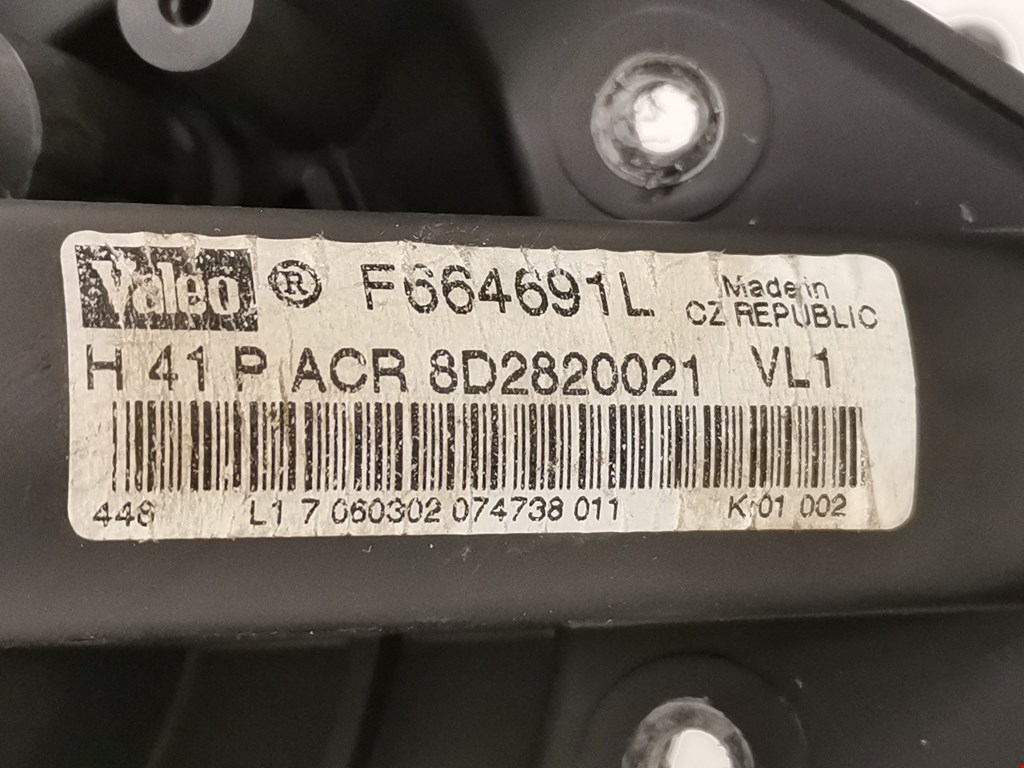 Valeo ® F664691L Made in
CZ REPUBLIC
H 41 P ACR 8D2820021 VL1
448 L1 7 060302 074738 011 K 01 002